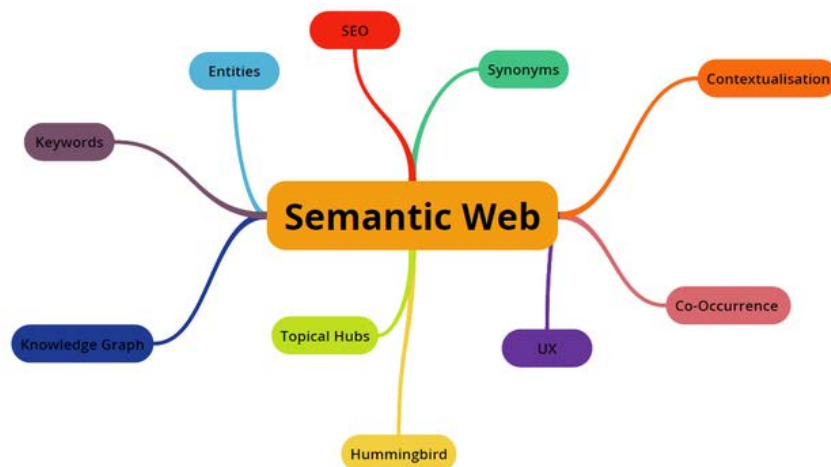 SEO
Entities
Synonyms
Contextualisation
Keywords
Semantic Web
Co-Occurrence
Topical Hubs
Knowledge Graph
UX
Hummingbird